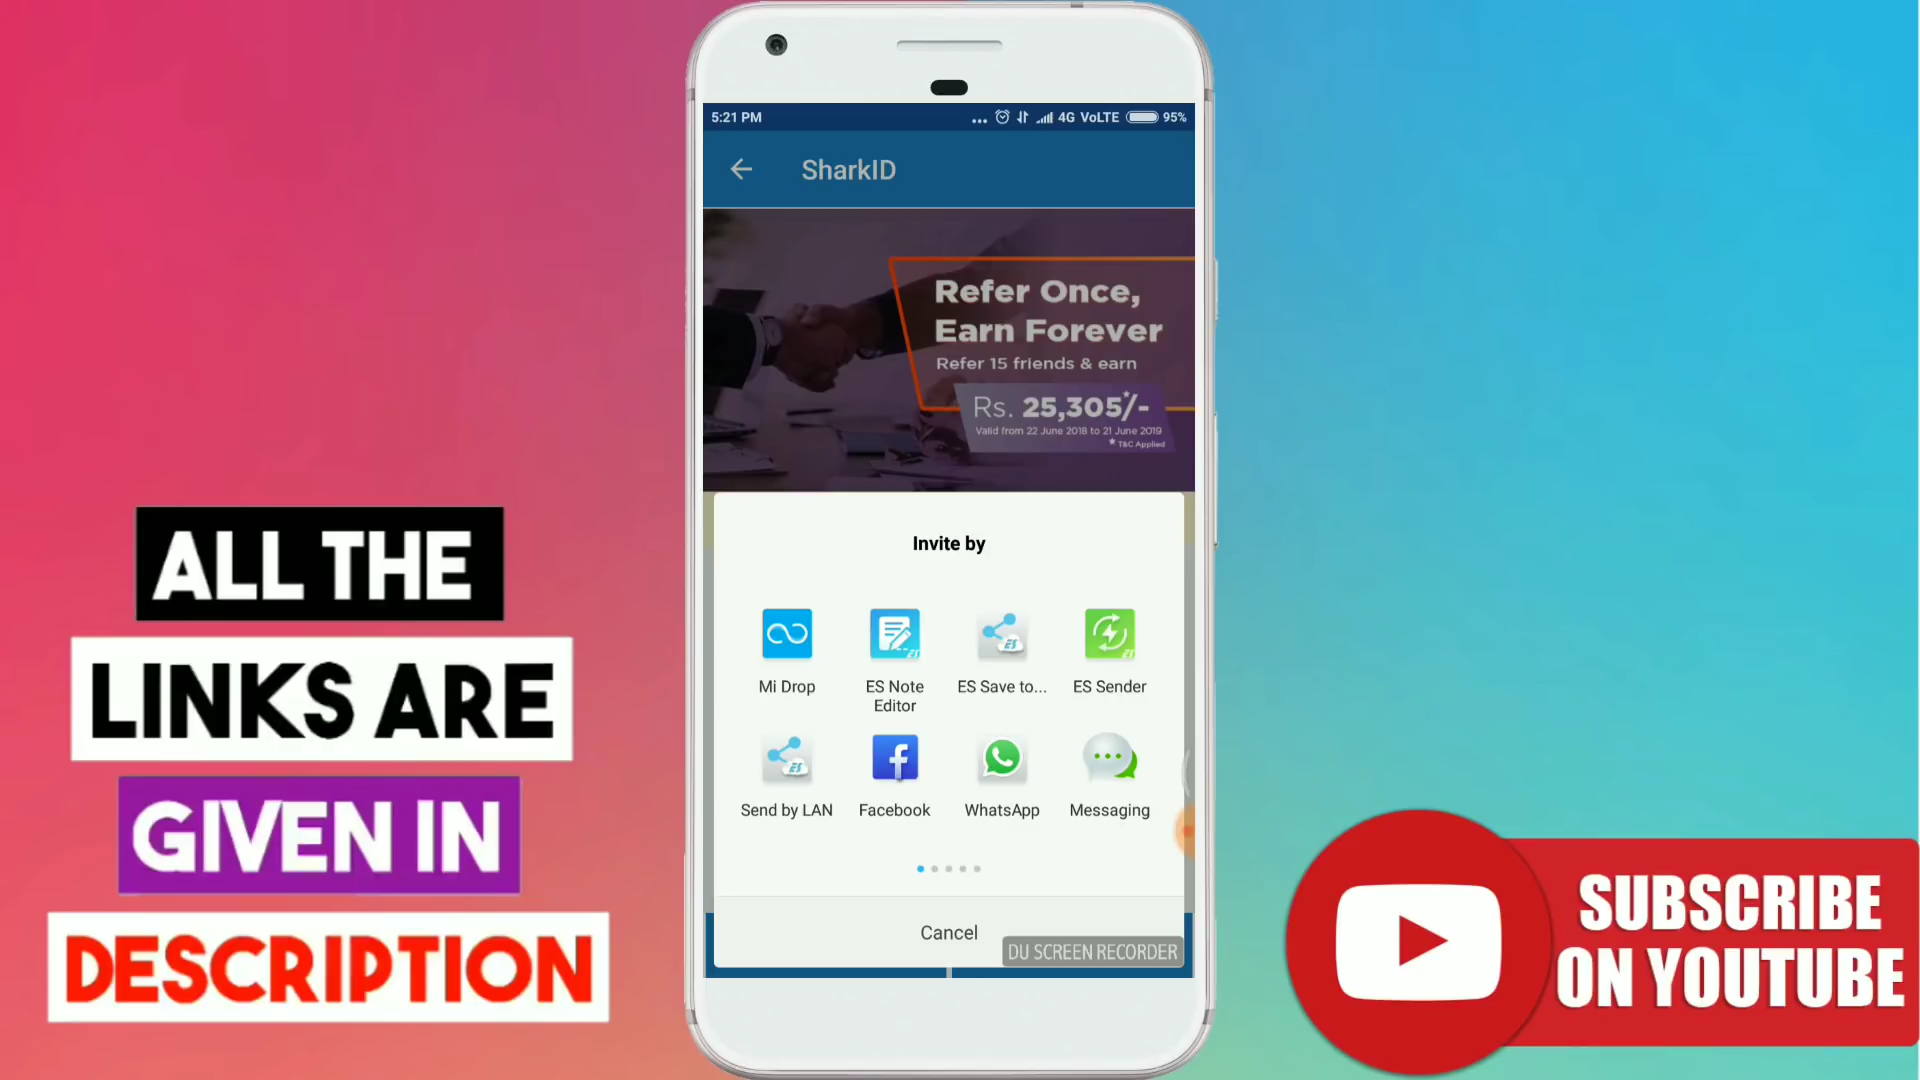 5:21 PM
... 4G VoLTE 95%
SharkID
Refer Once,
Earn Forever
Refer 15 friends & earn
Rs. 25,305*/-
Valid from 22 June 2018 to 21 June 2019
* T&C Applied
Invite by
Mi Drop
ES Note
Editor
ES Save to...
ES Sender
Send by LAN
Facebook
WhatsApp
Messaging
Cancel
DU SCREEN RECORDER
ALL THE
LINKS ARE
GIVEN IN
DESCRIPTION
SUBSCRIBE
ON YOUTUBE